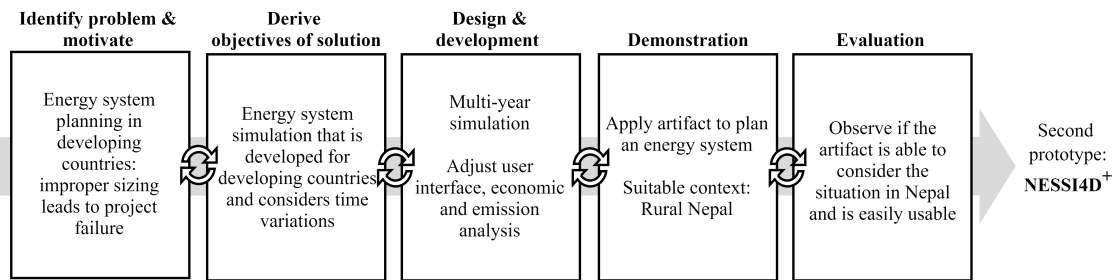 Identify problem &
motivate
Energy system
planning in
developing
countries:
improper sizing
leads to project
failure
Derive
objectives of solution
Energy system
simulation that is
developed for
developing countries
and considers time
variations
Design &
development
Multi-year
simulation
Adjust user
interface, economic
and emission
analysis
Demonstration
Apply artifact to plan
an energy system
Suitable context:
Rural Nepal
Evaluation
Observe if the
artifact is able to
consider the
situation in Nepal
and is easily usable
Second
prototype:
NESSI4D+